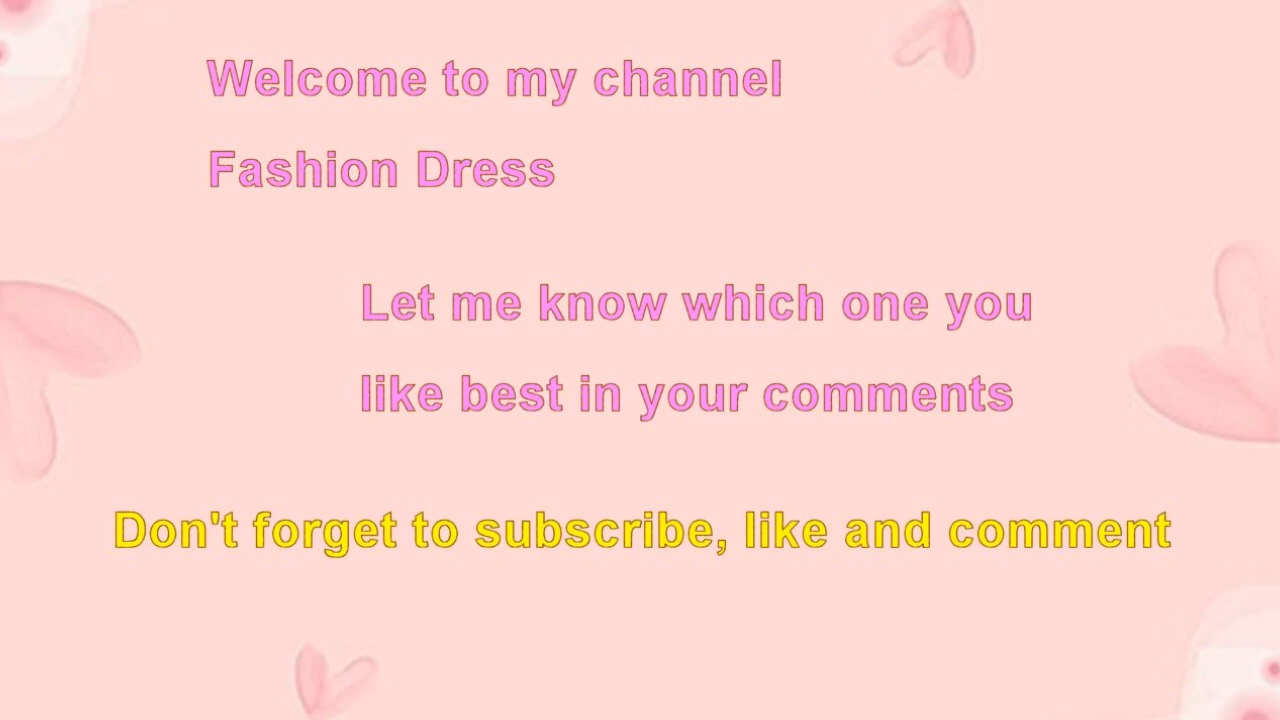 Welcome to my channel
Fashion Dress
Let me know which one you
like best in your comments
Don't forget to subscribe, like and comment